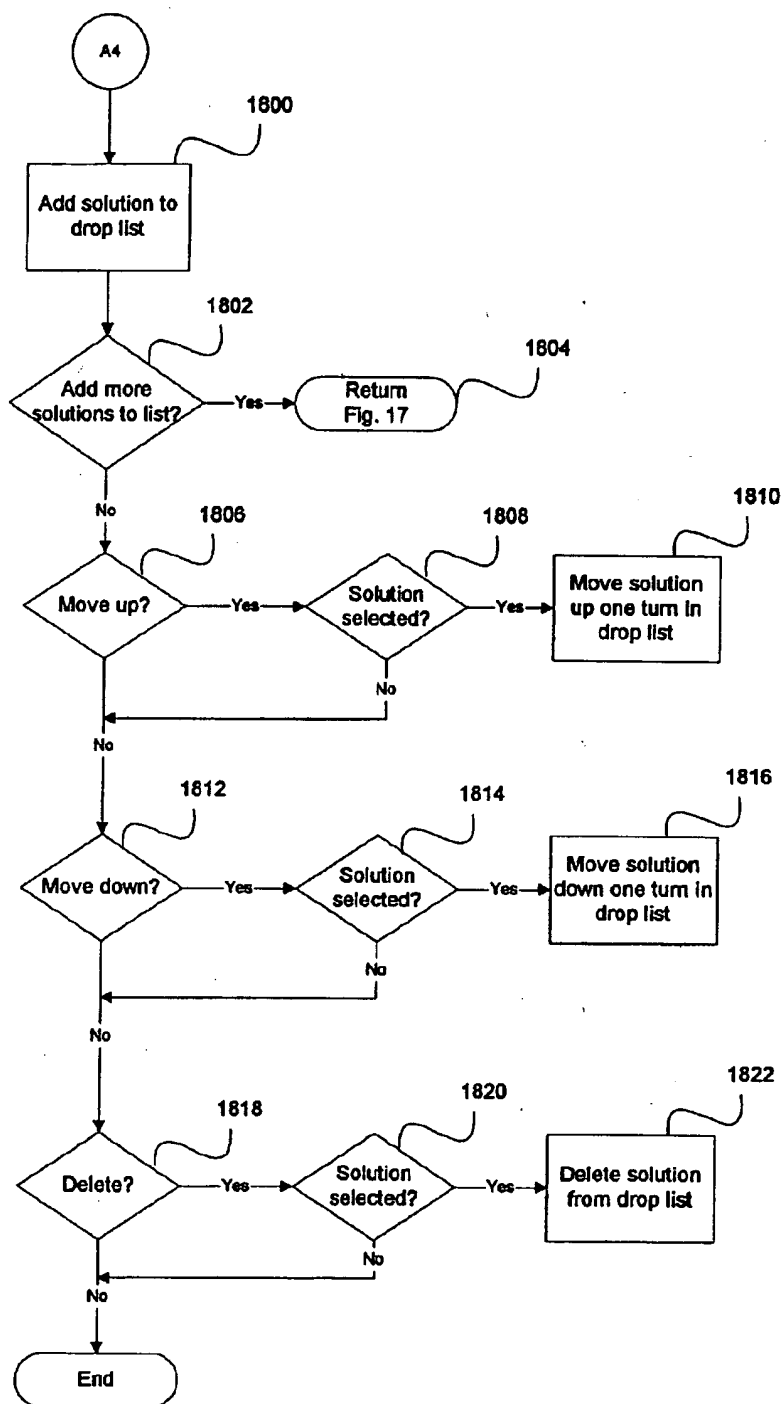 A4
1800
Add solution to
drop list
1802
Add more
solutions to list?
Yes
Return
Fig. 17
1804
No
1806
Move up?
Yes
1808
Solution
selected?
Yes
1810
Move solution
up one turn in
drop list
No
No
1812
Move down?
Yes
1814
Solution
selected?
Yes
1816
Move solution
down one turn in
drop list
No
No
1818
Delete?
Yes
1820
Solution
selected?
Yes
1822
Delete solution
from drop list
No
No
End